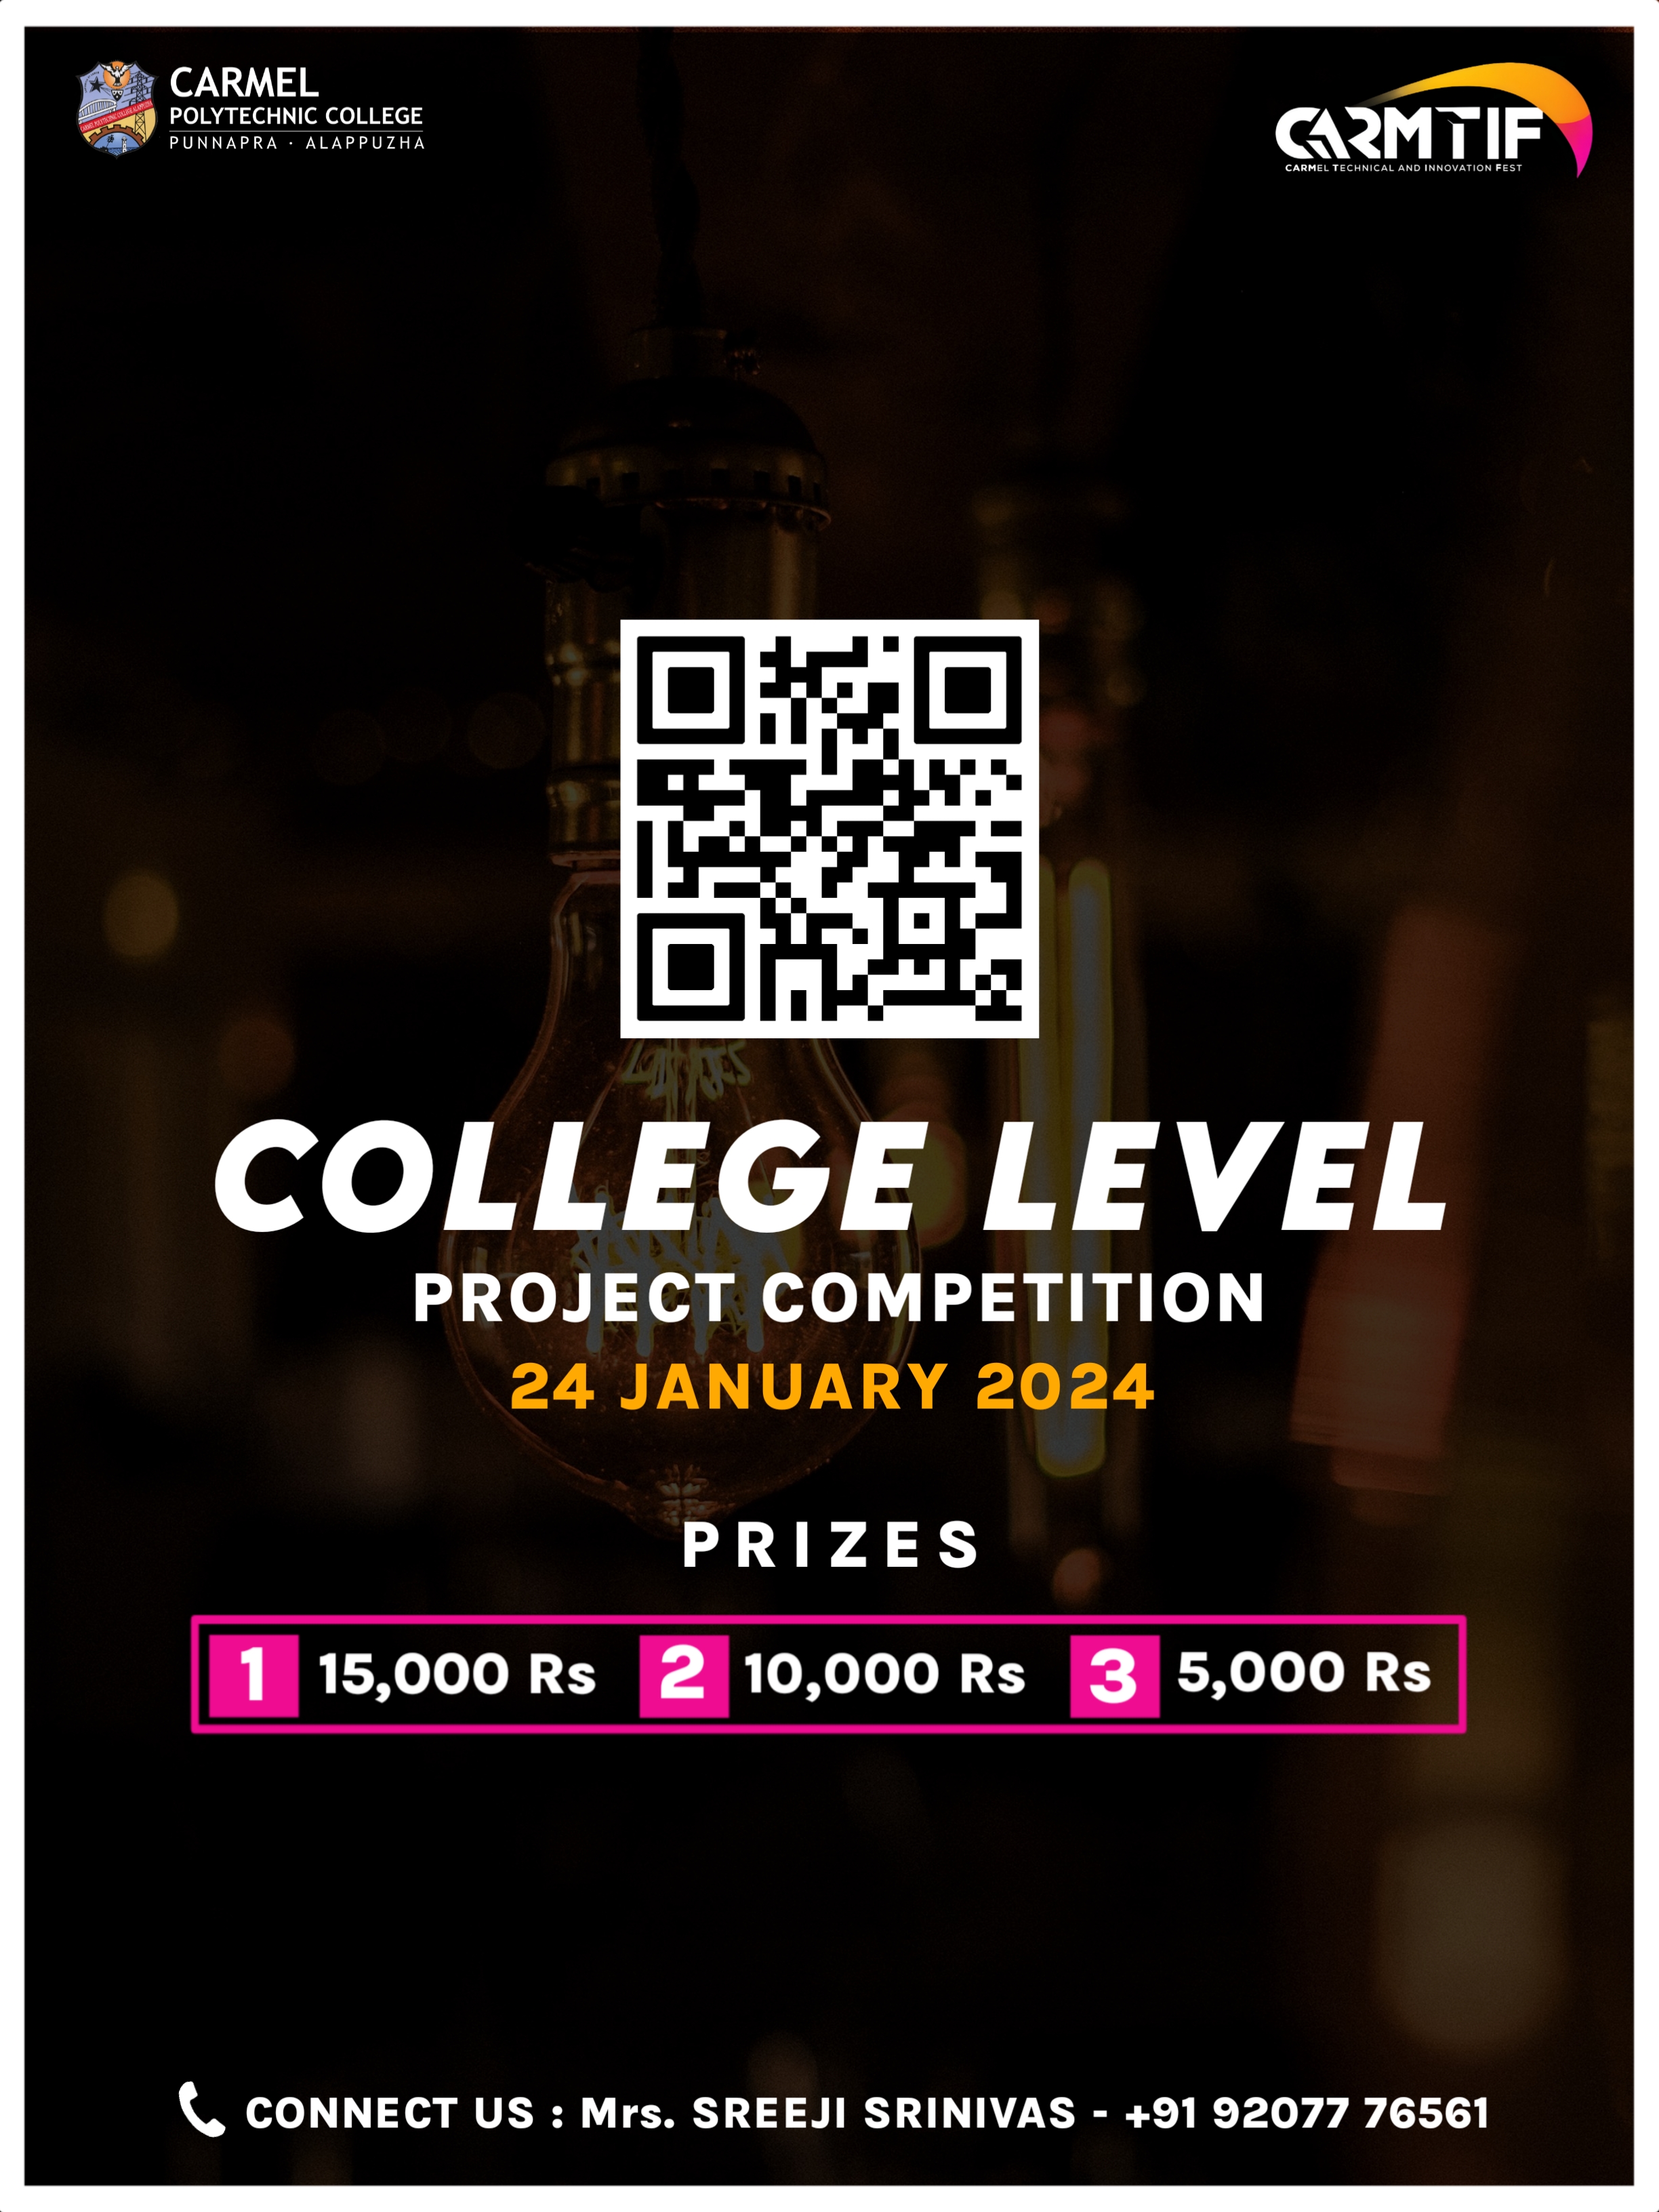 CARMEL
POLYTECHNIC COLLEGE
PUNNAPRA · ALAPPUZHA
CARMTIF
CARMEL TECHNICAL AND INNOVATION FEST
COLLEGE LEVEL
PROJECT COMPETITION
24 JANUARY 2024
PRIZES
1 15,000 Rs 2 10,000 Rs 3 5,000 Rs
CONNECT US : Mrs. SREEJI SRINIVAS - +91 92077 76561